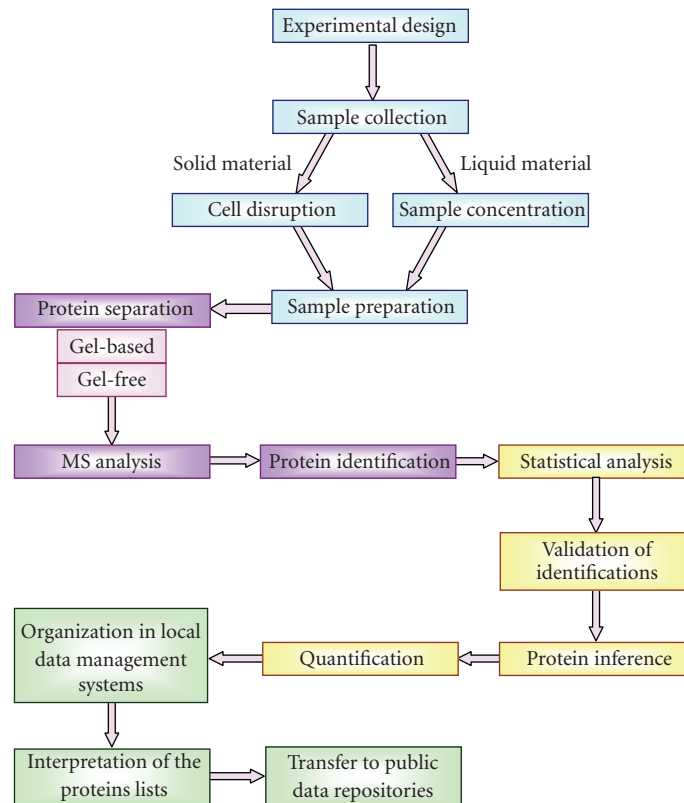 Experimental design
Sample collection
Solid material
Liquid material
Cell disruption
Sample concentration
Sample preparation
Protein separation
Gel-based
Gel-free
MS analysis
Protein identification
Statistical analysis
Validation of
identifications
Protein inference
Quantification
Organization in local
data management
systems
Interpretation of the
proteins lists
Transfer to public
data repositories